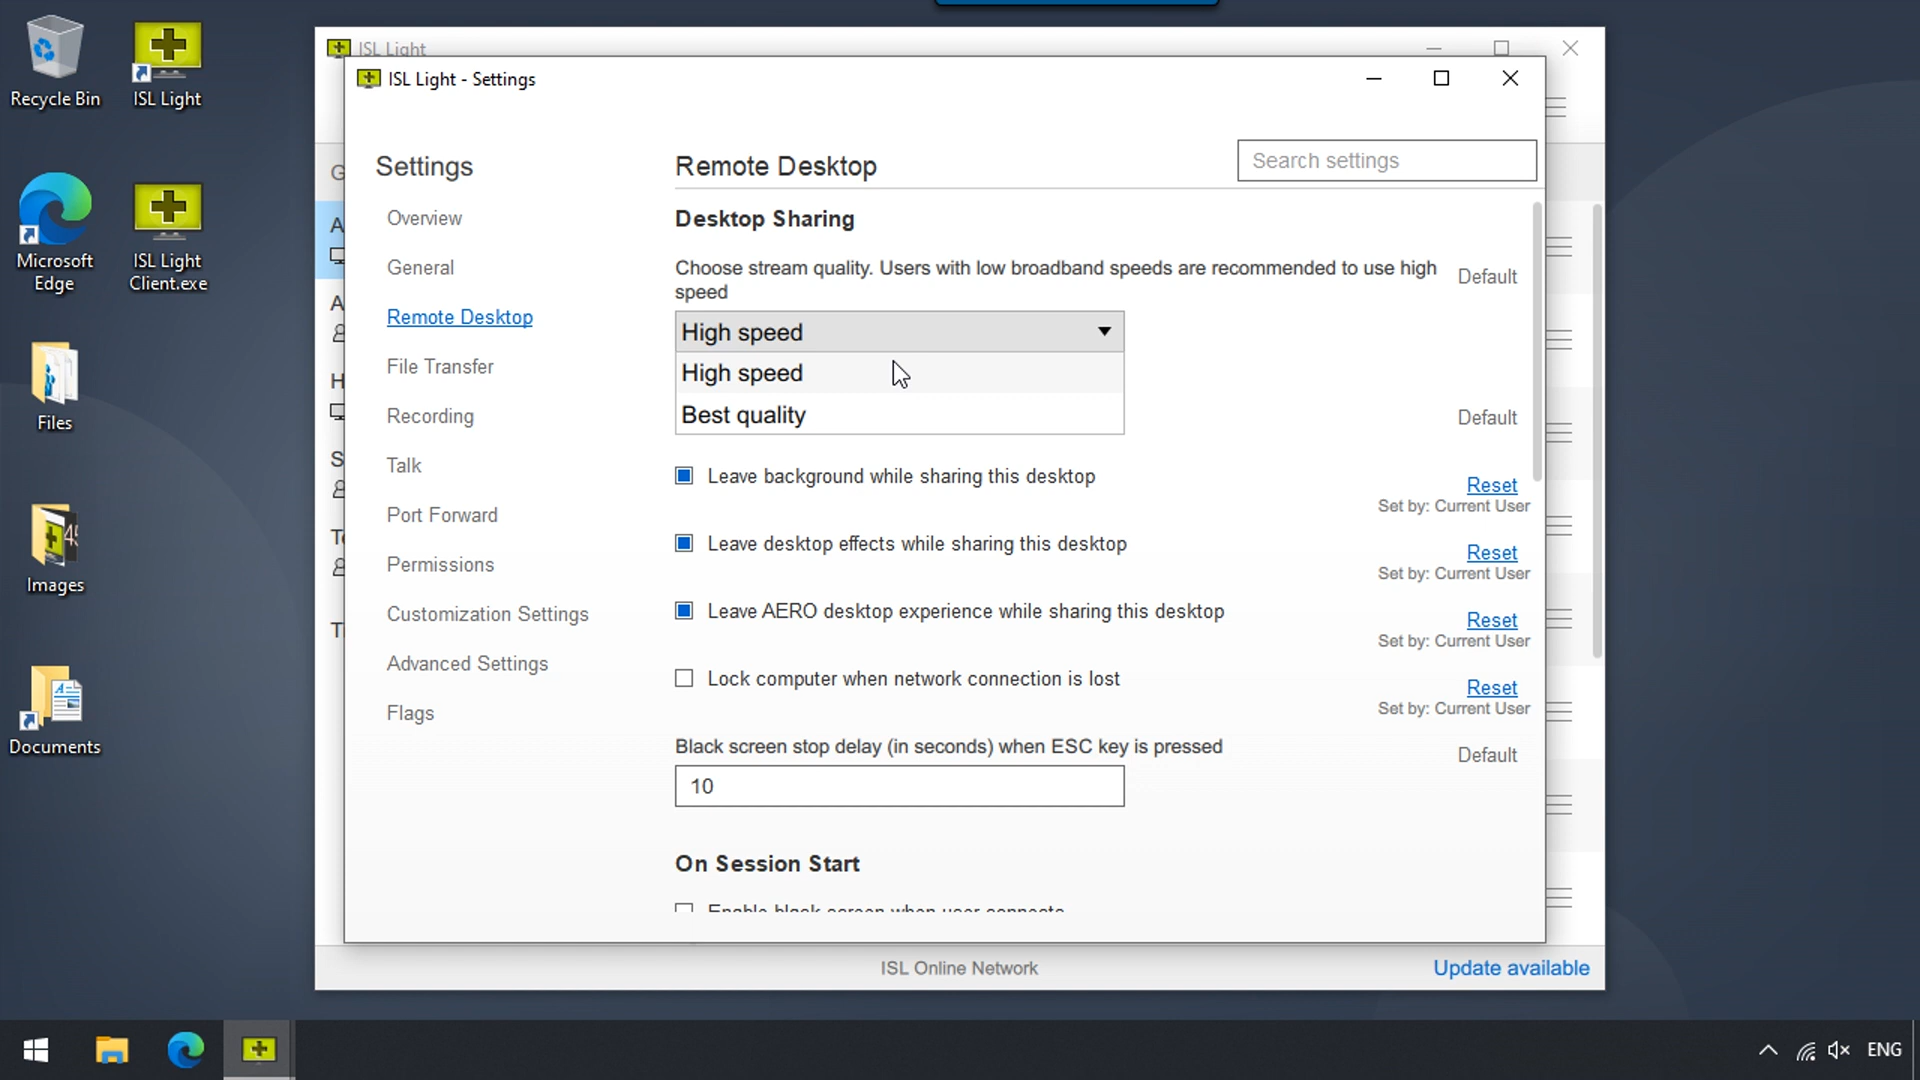 Recycle Bin
ISL Light
Microsoft
Edge
ISL Light
Client.exe
Files
Images
Documents
ISL Light
ISL Light - Settings
Settings
Overview
General
Remote Desktop
File Transfer
Recording
Talk
Port Forward
Permissions
Customization Settings
Advanced Settings
Flags
Remote Desktop
Search settings
Desktop Sharing
Choose stream quality. Users with low broadband speeds are recommended to use high
speed
Default
High speed
High speed
Best quality
Default
Leave background while sharing this desktop
Reset
Set by: Current User
Leave desktop effects while sharing this desktop
Reset
Set by: Current User
Leave AERO desktop experience while sharing this desktop
Reset
Set by: Current User
Lock computer when network connection is lost
Reset
Set by: Current User
Black screen stop delay (in seconds) when ESC key is pressed
Default
10
On Session Start
Enable black screen when user connects
ISL Online Network
Update available
ENG